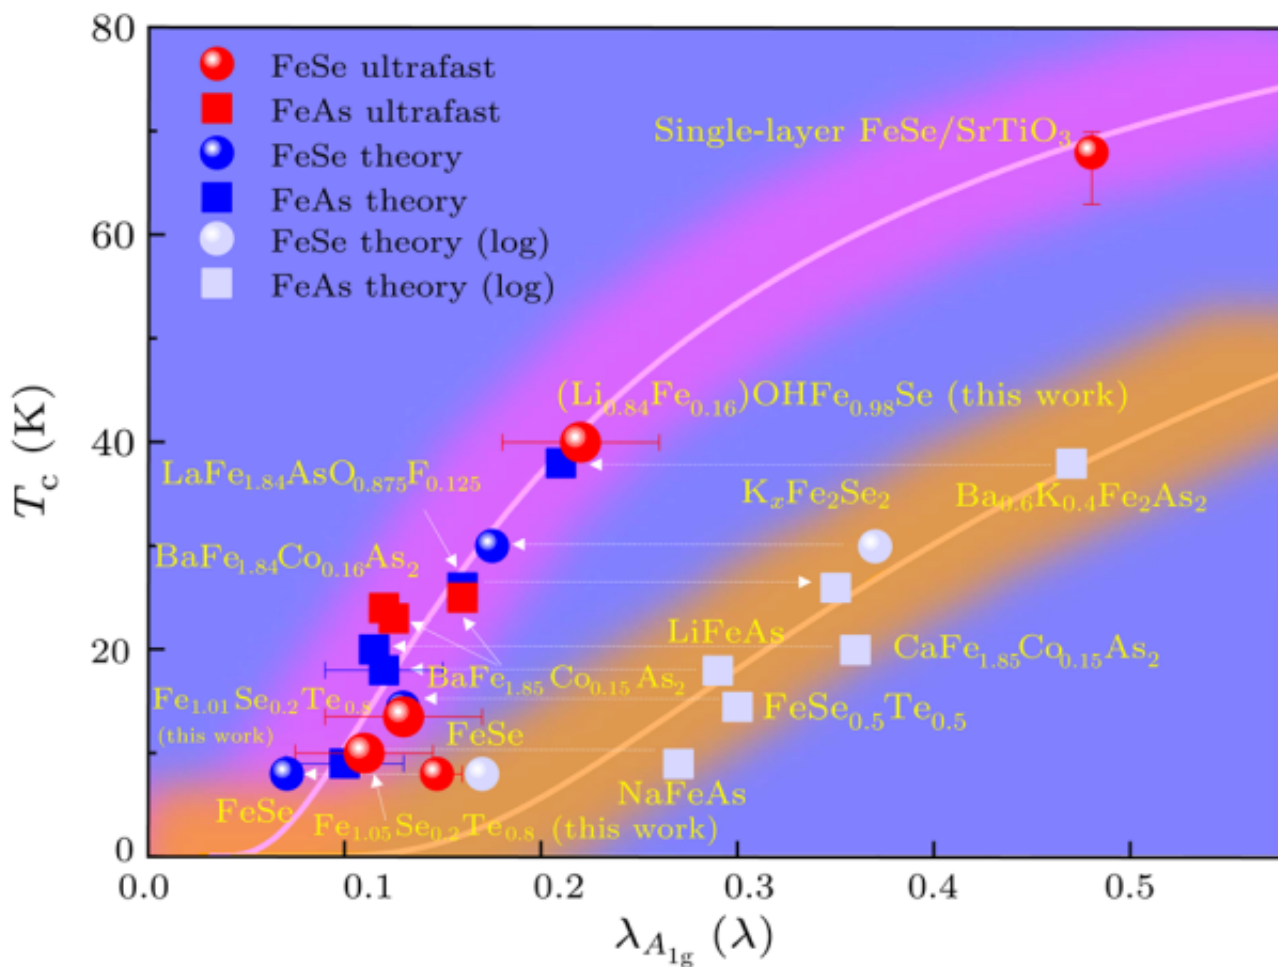 80
FeSe ultrafast
FeAs ultrafast
FeSe theory
FeAs theory
FeSe theory (log)
FeAs theory (log)
Single-layer FeSe/SrTiO₃
60
(Li₀.₈₄Fe₀.₁₆)OHFe₀.₉₈Se (this work)
40
LaFe₁.₈₄AsO₀.₈₇₅F₀.₁₂₅
KₓFe₂Se₂
Ba₀.₆K₀.₄Fe₂As₂
BaFe₁.₈₄Co₀.₁₆As₂
LiFeAs
CaFe₁.₈₅Co₀.₁₅As₂
20
BaFe₁.₈₅Co₀.₁₅As₂
Fe₁.₀₁Se₀.₂Te₀.₈
(this work)
FeSe₀.₅Te₀.₅
FeSe
NaFeAs
FeSe
Fe₁.₀₅Se₀.₂Te₀.₈ (this work)
0
0.0 0.1 0.2 0.3 0.4 0.5
T_c (K)
λ_{A₁g} (λ)